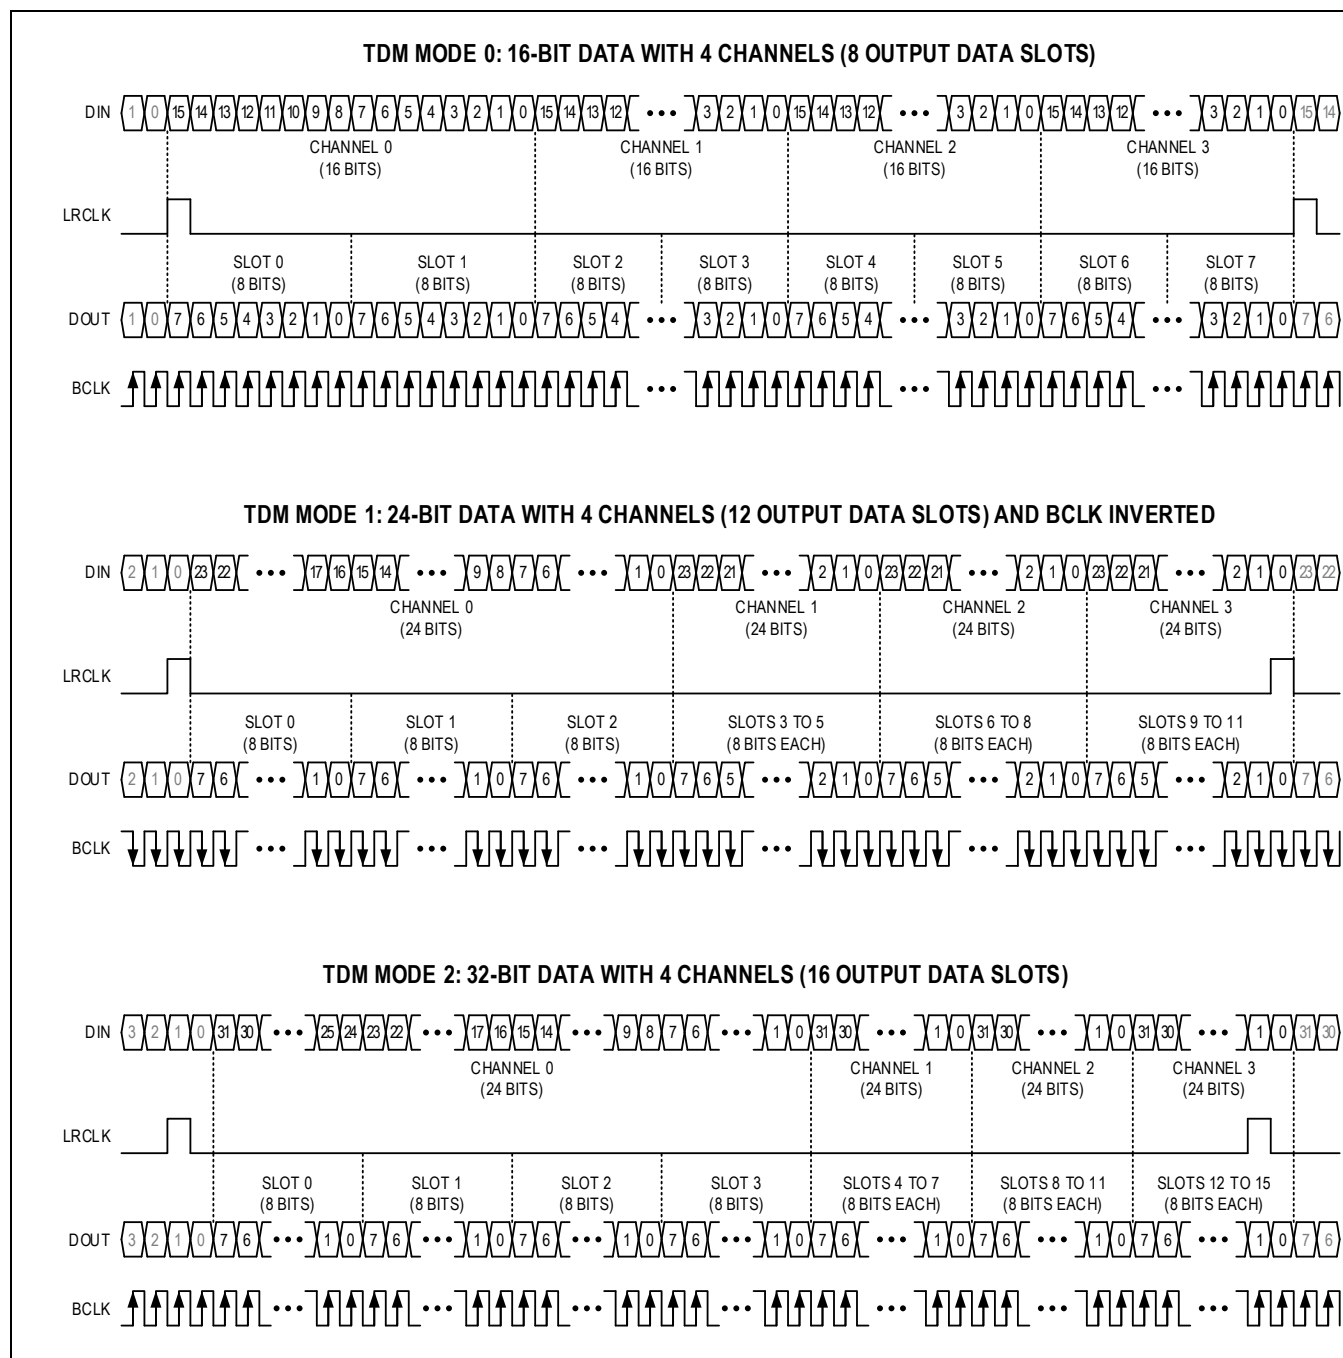 TDM MODE 0: 16-BIT DATA WITH 4 CHANNELS (8 OUTPUT DATA SLOTS)
DIN 1 0 15 14 13 12 11 10 9 8 7 6 5 4 3 2 1 0 15 14 13 12 ••• 3 2 1 0 15 14 13 12 ••• 3 2 1 0 15 14 13 12 ••• 3 2 1 0 15 14
CHANNEL 0 CHANNEL 1 CHANNEL 2 CHANNEL 3
(16 BITS) (16 BITS) (16 BITS) (16 BITS)
LRCLK
SLOT 0 SLOT 1 SLOT 2 SLOT 3 SLOT 4 SLOT 5 SLOT 6 SLOT 7
(8 BITS) (8 BITS) (8 BITS) (8 BITS) (8 BITS) (8 BITS) (8 BITS) (8 BITS)
DOUT 1 0 7 6 5 4 3 2 1 0 7 6 5 4 3 2 1 0 7 6 5 4 ••• 3 2 1 0 7 6 5 4 ••• 3 2 1 0 7 6 5 4 ••• 3 2 1 0 7 6
BCLK ••• ••• •••
TDM MODE 1: 24-BIT DATA WITH 4 CHANNELS (12 OUTPUT DATA SLOTS) AND BCLK INVERTED
DIN 2 1 0 23 22 ••• 17 16 15 14 ••• 9 8 7 6 ••• 1 0 23 22 21 ••• 2 1 0 23 22 21 ••• 2 1 0 23 22 21 ••• 2 1 0 23 22
CHANNEL 0 CHANNEL 1 CHANNEL 2 CHANNEL 3
(24 BITS) (24 BITS) (24 BITS) (24 BITS)
LRCLK
SLOT 0 SLOT 1 SLOT 2 SLOTS 3 TO 5 SLOTS 6 TO 8 SLOTS 9 TO 11
(8 BITS) (8 BITS) (8 BITS) (8 BITS EACH) (8 BITS EACH) (8 BITS EACH)
DOUT 2 1 0 7 6 ••• 1 0 7 6 ••• 1 0 7 6 ••• 1 0 7 6 5 ••• 2 1 0 7 6 5 ••• 2 1 0 7 6 5 ••• 2 1 0 7 6
BCLK ••• ••• ••• ••• ••• •••
TDM MODE 2: 32-BIT DATA WITH 4 CHANNELS (16 OUTPUT DATA SLOTS)
DIN 3 2 1 0 31 30 ••• 25 24 23 22 ••• 17 16 15 14 ••• 9 8 7 6 ••• 1 0 31 30 ••• 1 0 31 30 ••• 1 0 31 30 ••• 1 0 31 30
CHANNEL 0 CHANNEL 1 CHANNEL 2 CHANNEL 3
(24 BITS) (24 BITS) (24 BITS) (24 BITS)
LRCLK
SLOT 0 SLOT 1 SLOT 2 SLOT 3 SLOTS 4 TO 7 SLOTS 8 TO 11 SLOTS 12 TO 15
(8 BITS) (8 BITS) (8 BITS) (8 BITS) (8 BITS EACH) (8 BITS EACH) (8 BITS EACH)
DOUT 3 2 1 0 7 6 ••• 1 0 7 6 ••• 1 0 7 6 ••• 1 0 7 6 ••• 1 0 7 6 ••• 1 0 7 6 ••• 1 0 7 6 ••• 1 0 7 6
BCLK ••• ••• ••• ••• ••• ••• •••